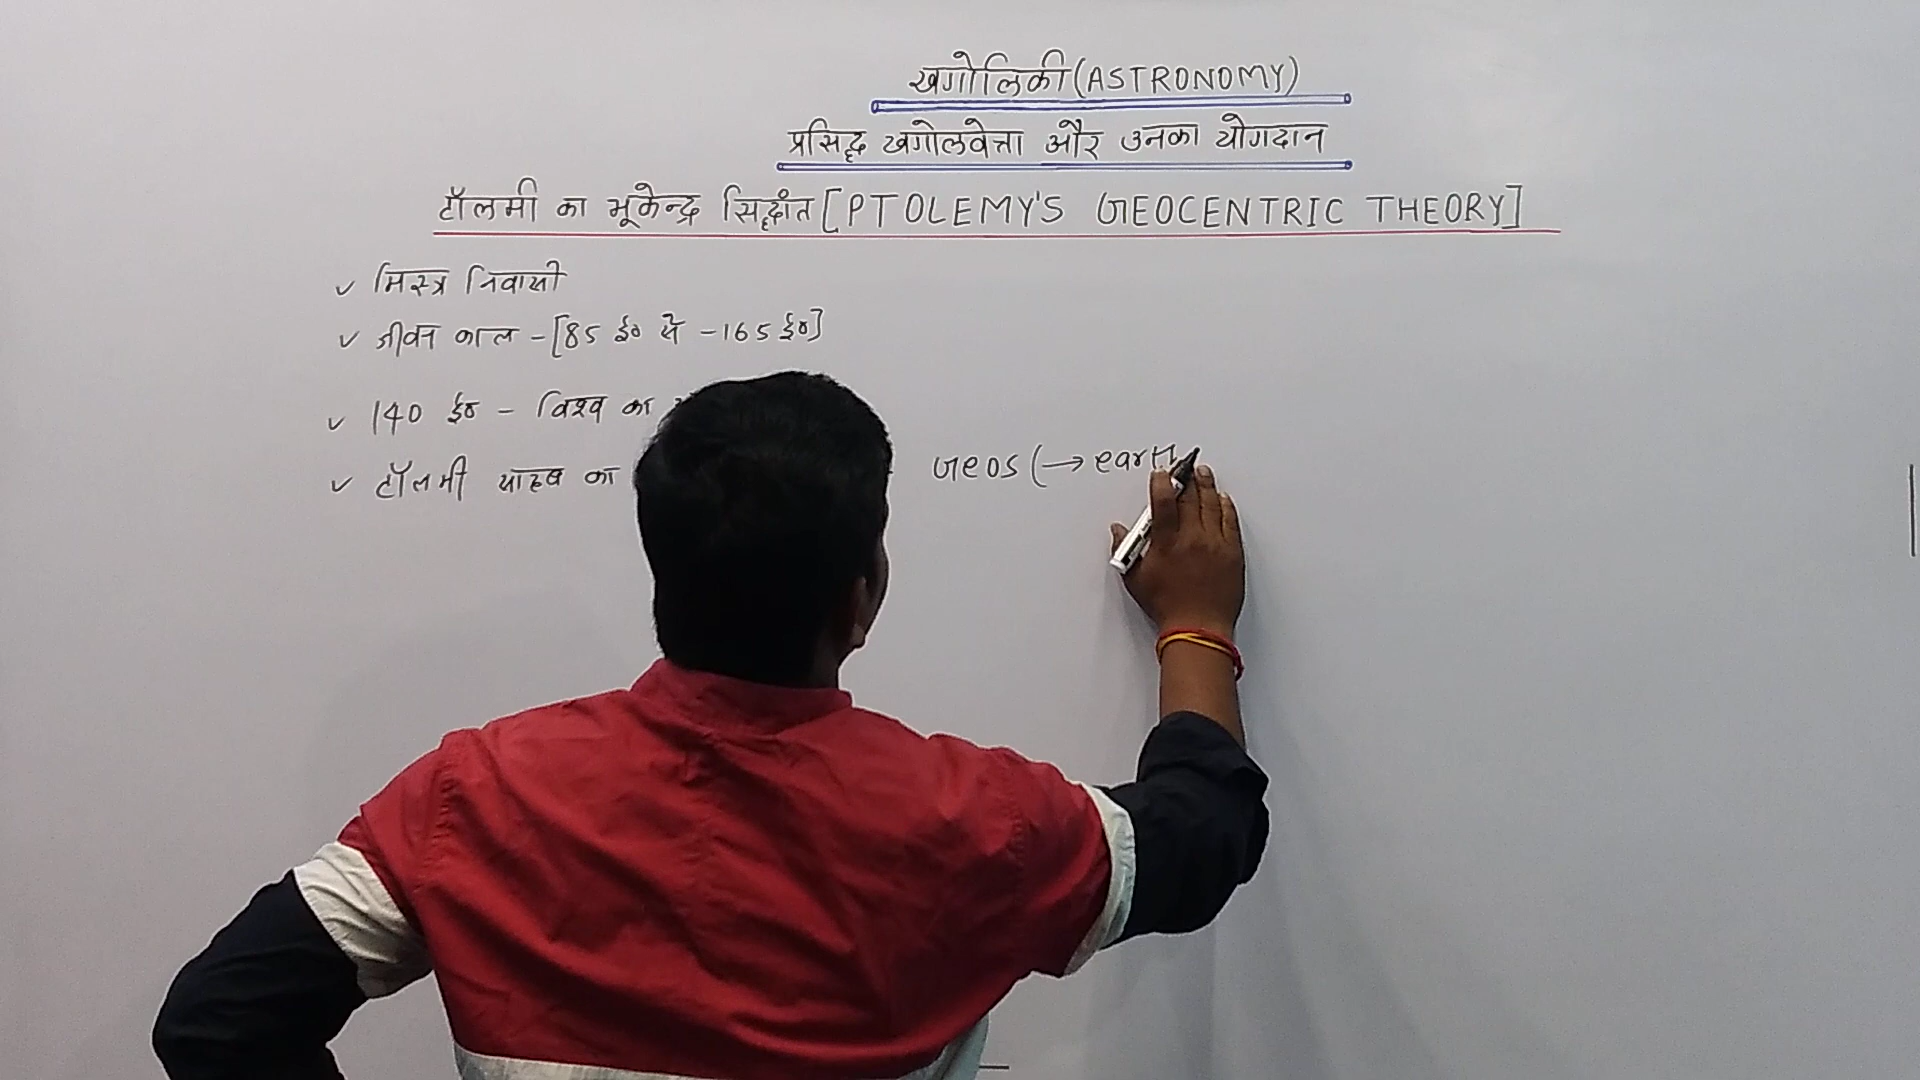 खगोलिकी (ASTRONOMY)
प्रसिद्ध खगोलवेत्ता और उनका योगदान
टॉलमी का भूकेन्द्र सिद्धांत [PTOLEMY'S GEOCENTRIC THEORY]
✓ मिस्त्र निवासी
✓ जीवन काल - [85 ई० से - 165 ई०]
✓ 140 ई० - विश्व का
✓ टॉलमी साहब का Geos (→ earth